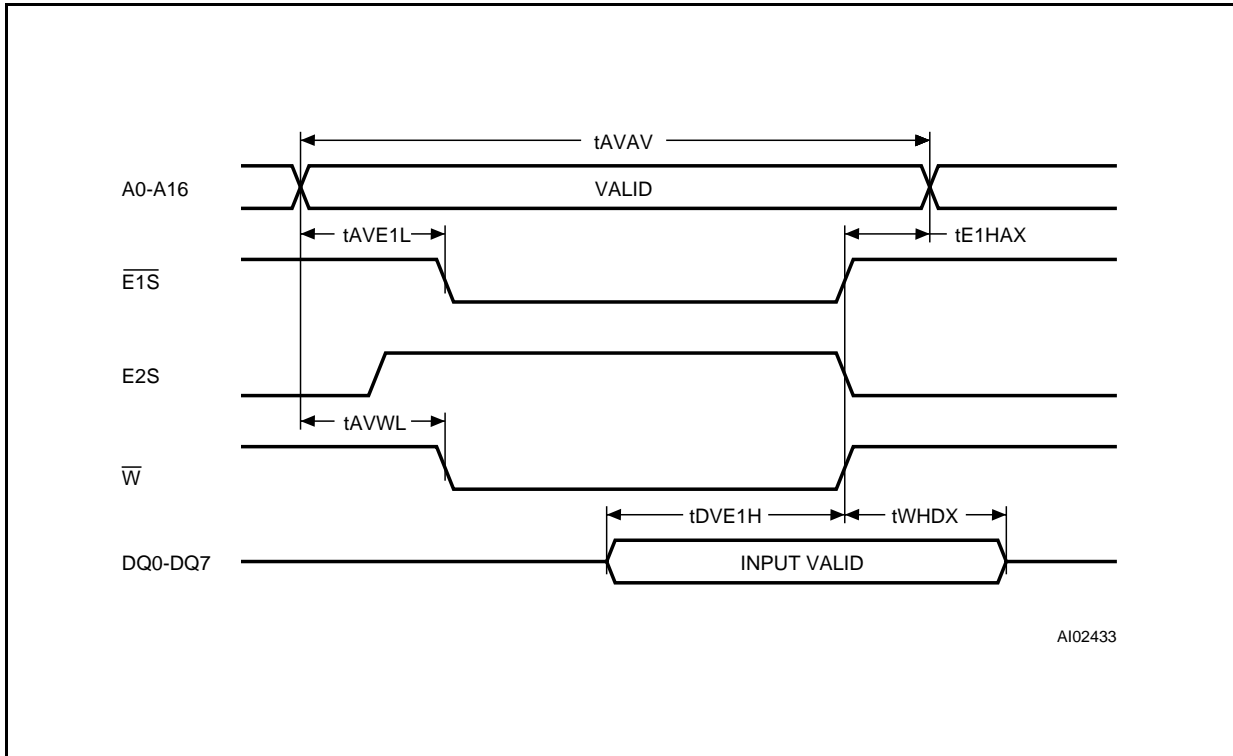 tAVAV
A0-A16
VALID
tAVE1L
tE1HAX
E1S
E2S
tAVWL
W
tDVE1H
tWHDX
DQ0-DQ7
INPUT VALID
AI02433